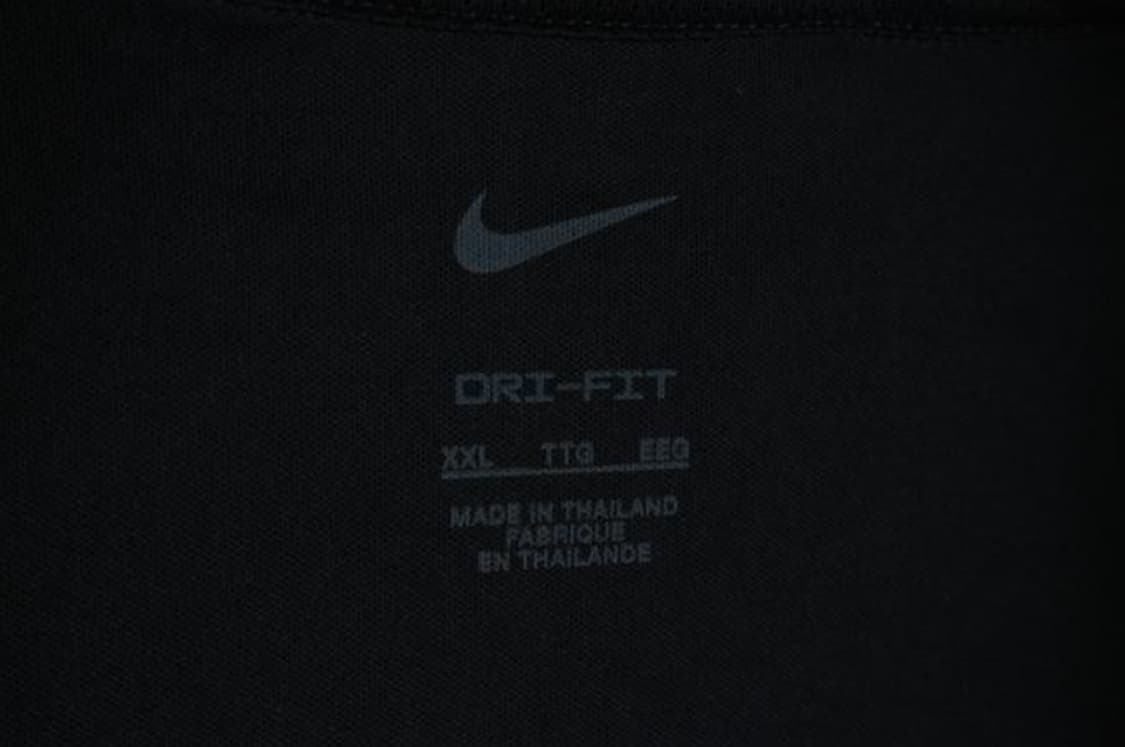 DRI-FIT
XXL TTG EEG
MADE IN THAILAND
FABRIQUE
EN THAILANDE